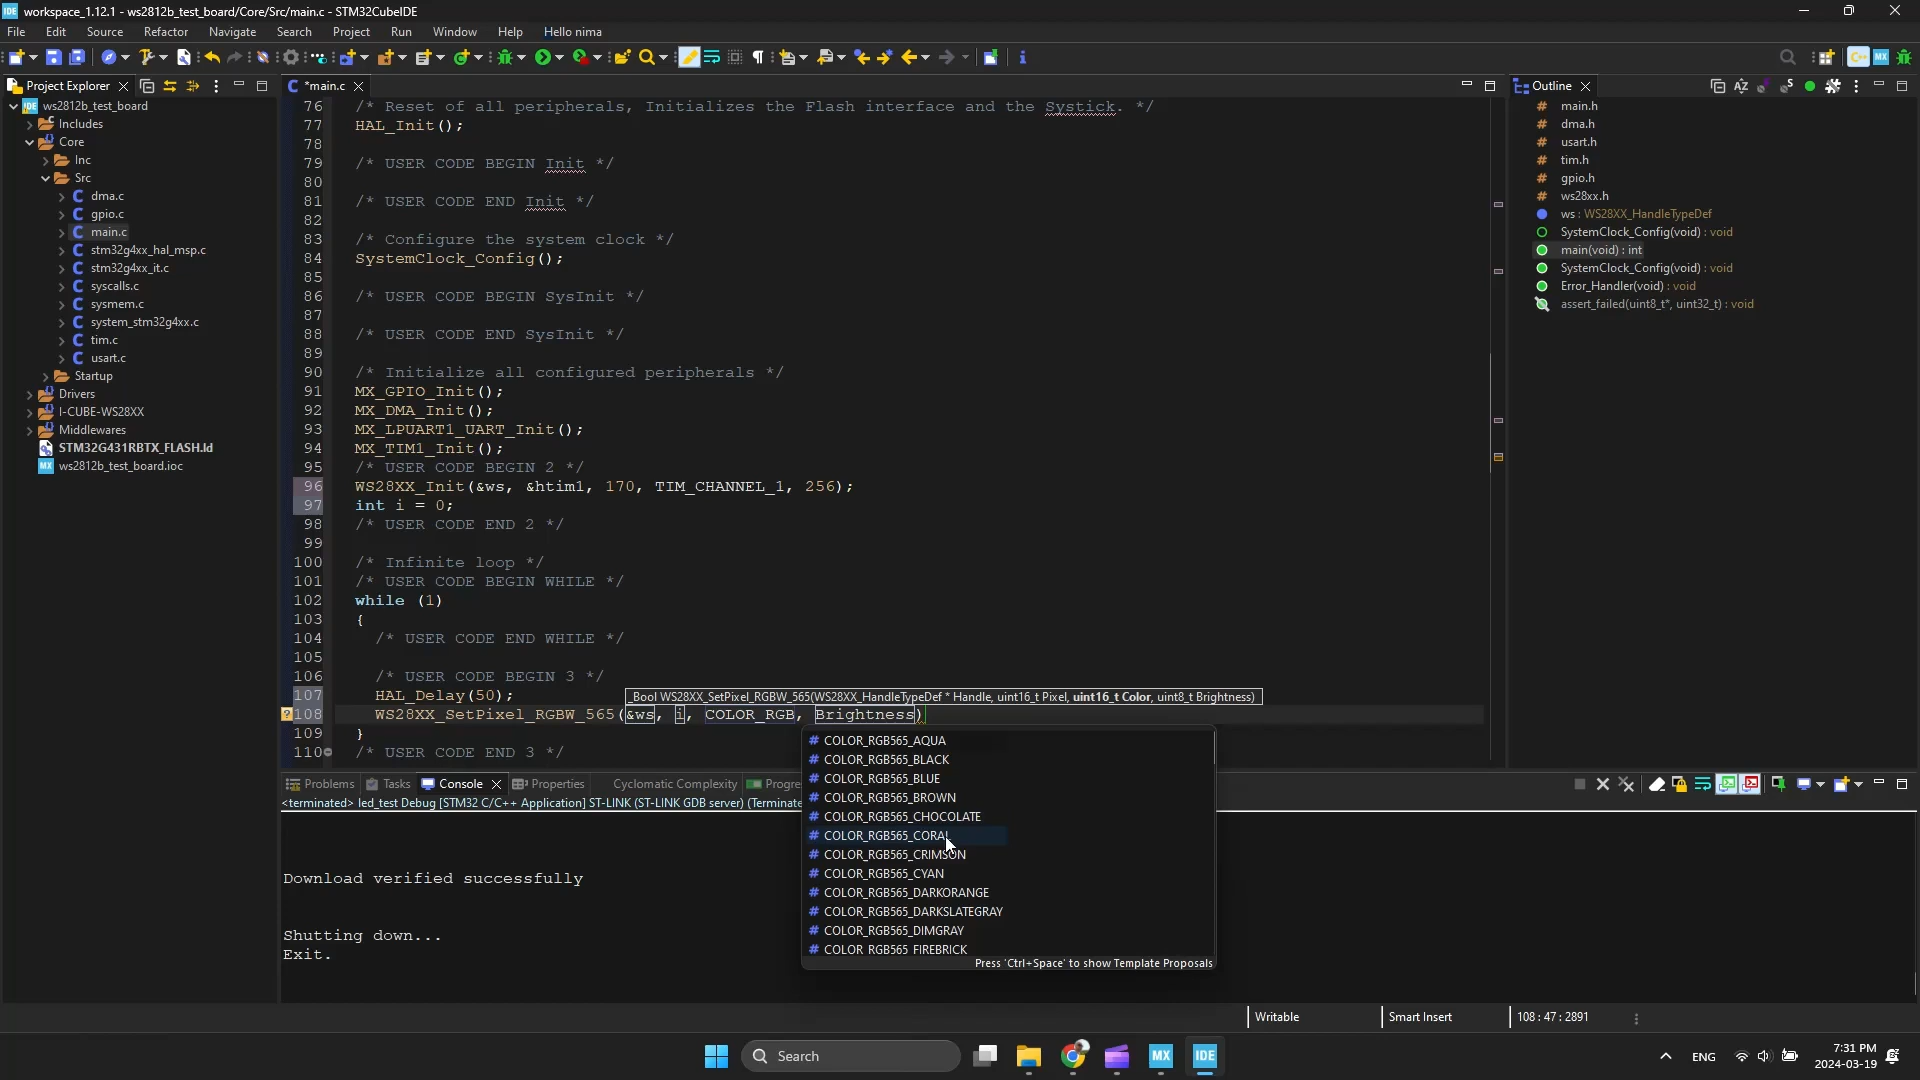 workspace_1.12.1 - ws2812b_test_board/Core/Src/main.c - STM32CubeIDE
File Edit Source Refactor Navigate Search Project Run Window Help Hello nima
Project Explorer
ws2812b_test_board
Includes
Core
Inc
Src
dma.c
gpio.c
main.c
stm32g4xx_hal_msp.c
stm32g4xx_it.c
syscalls.c
sysmem.c
system_stm32g4xx.c
tim.c
usart.c
Startup
Drivers
I-CUBE-WS28XX
Middlewares
STM32G431RBTX_FLASH.ld
ws2812b_test_board.ioc
*main.c
76 /* Reset of all peripherals, Initializes the Flash interface and the Systick. */
77 HAL_Init();
78
79 /* USER CODE BEGIN Init */
80
81 /* USER CODE END Init */
82
83 /* Configure the system clock */
84 SystemClock_Config();
85
86 /* USER CODE BEGIN SysInit */
87
88 /* USER CODE END SysInit */
89
90 /* Initialize all configured peripherals */
91 MX_GPIO_Init();
92 MX_DMA_Init();
93 MX_LPUART1_UART_Init();
94 MX_TIM1_Init();
95 /* USER CODE BEGIN 2 */
96 WS28XX_Init(&ws, &htim1, 170, TIM_CHANNEL_1, 256);
97 int i = 0;
98 /* USER CODE END 2 */
99
100 /* Infinite loop */
101 /* USER CODE BEGIN WHILE */
102 while (1)
103 {
104 /* USER CODE END WHILE */
105
106 /* USER CODE BEGIN 3 */
107 HAL_Delay(50);
_Bool WS28XX_SetPixel_RGBW_565(WS28XX_HandleTypeDef * Handle, uint16_t Pixel, uint16_t Color, uint8_t Brightness)
108 WS28XX_SetPixel_RGBW_565(&ws, i, COLOR_RGB, Brightness)
109 }
110 /* USER CODE END 3 */
COLOR_RGB565_AQUA
COLOR_RGB565_BLACK
COLOR_RGB565_BLUE
COLOR_RGB565_BROWN
COLOR_RGB565_CHOCOLATE
COLOR_RGB565_CORAL
COLOR_RGB565_CRIMSON
COLOR_RGB565_CYAN
COLOR_RGB565_DARKORANGE
COLOR_RGB565_DARKSLATEGRAY
COLOR_RGB565_DIMGRAY
COLOR_RGB565_FIREBRICK
Press 'Ctrl+Space' to show Template Proposals
Outline
main.h
dma.h
usart.h
tim.h
gpio.h
ws28xx.h
ws : WS28XX_HandleTypeDef
SystemClock_Config(void) : void
main(void) : int
SystemClock_Config(void) : void
Error_Handler(void) : void
assert_failed(uint8_t*, uint32_t) : void
Problems Tasks Console Properties Cyclomatic Complexity Progre
<terminated> led_test Debug [STM32 C/C++ Application] ST-LINK (ST-LINK GDB server) (Terminate
Download verified successfully
Shutting down...
Exit.
Writable Smart Insert 108 : 47 : 2891
Search
MX IDE
ENG
7:31 PM
2024-03-19